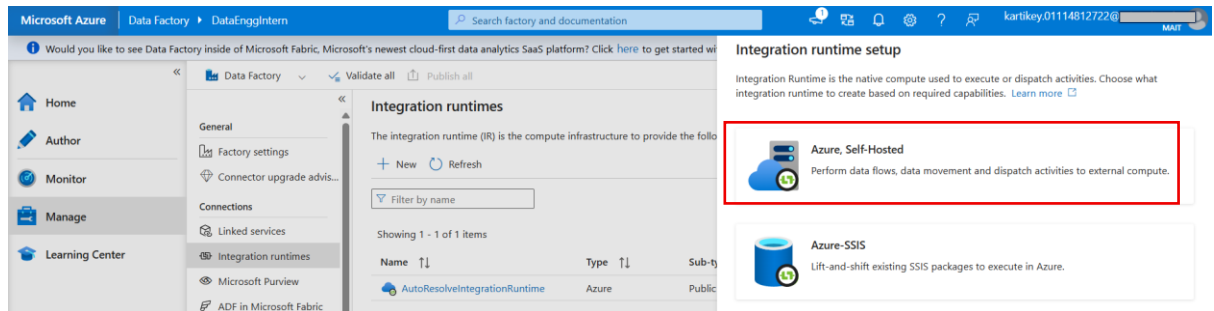 Microsoft Azure
Data Factory ▸ DataEnggIntern
Search factory and documentation
1
kartikey.01114812722@
MAIT
Would you like to see Data Factory inside of Microsoft Fabric, Microsoft's newest cloud-first data analytics SaaS platform? Click here to get started wi
Home
Author
Monitor
Manage
Learning Center
Data Factory
Validate all
Publish all
General
Factory settings
Connector upgrade advis...
Connections
Linked services
Integration runtimes
Microsoft Purview
ADF in Microsoft Fabric
Integration runtimes
The integration runtime (IR) is the compute infrastructure to provide the follo
+ New
Refresh
Filter by name
Showing 1 - 1 of 1 items
Name ↑↓ Type ↑↓ Sub-ty
AutoResolveIntegrationRuntime Azure Public
Integration runtime setup
Integration Runtime is the native compute used to execute or dispatch activities. Choose what
integration runtime to create based on required capabilities. Learn more
Azure, Self-Hosted
Perform data flows, data movement and dispatch activities to external compute.
Azure-SSIS
Lift-and-shift existing SSIS packages to execute in Azure.